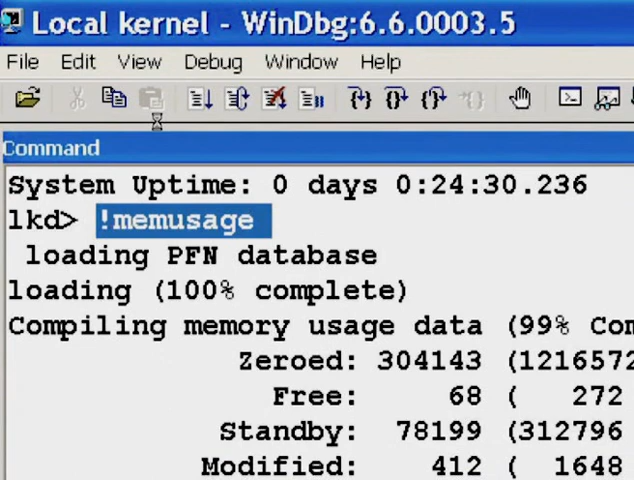 Local kernel - WinDbg:6.6.0003.5
File Edit View Debug Window Help
Command
System Uptime: 0 days 0:24:30.236
lkd> !memusage
loading PFN database
loading (100% complete)
Compiling memory usage data (99% Com
Zeroed: 304143 (1216572
Free: 68 ( 272
Standby: 78199 (312796
Modified: 412 ( 1648